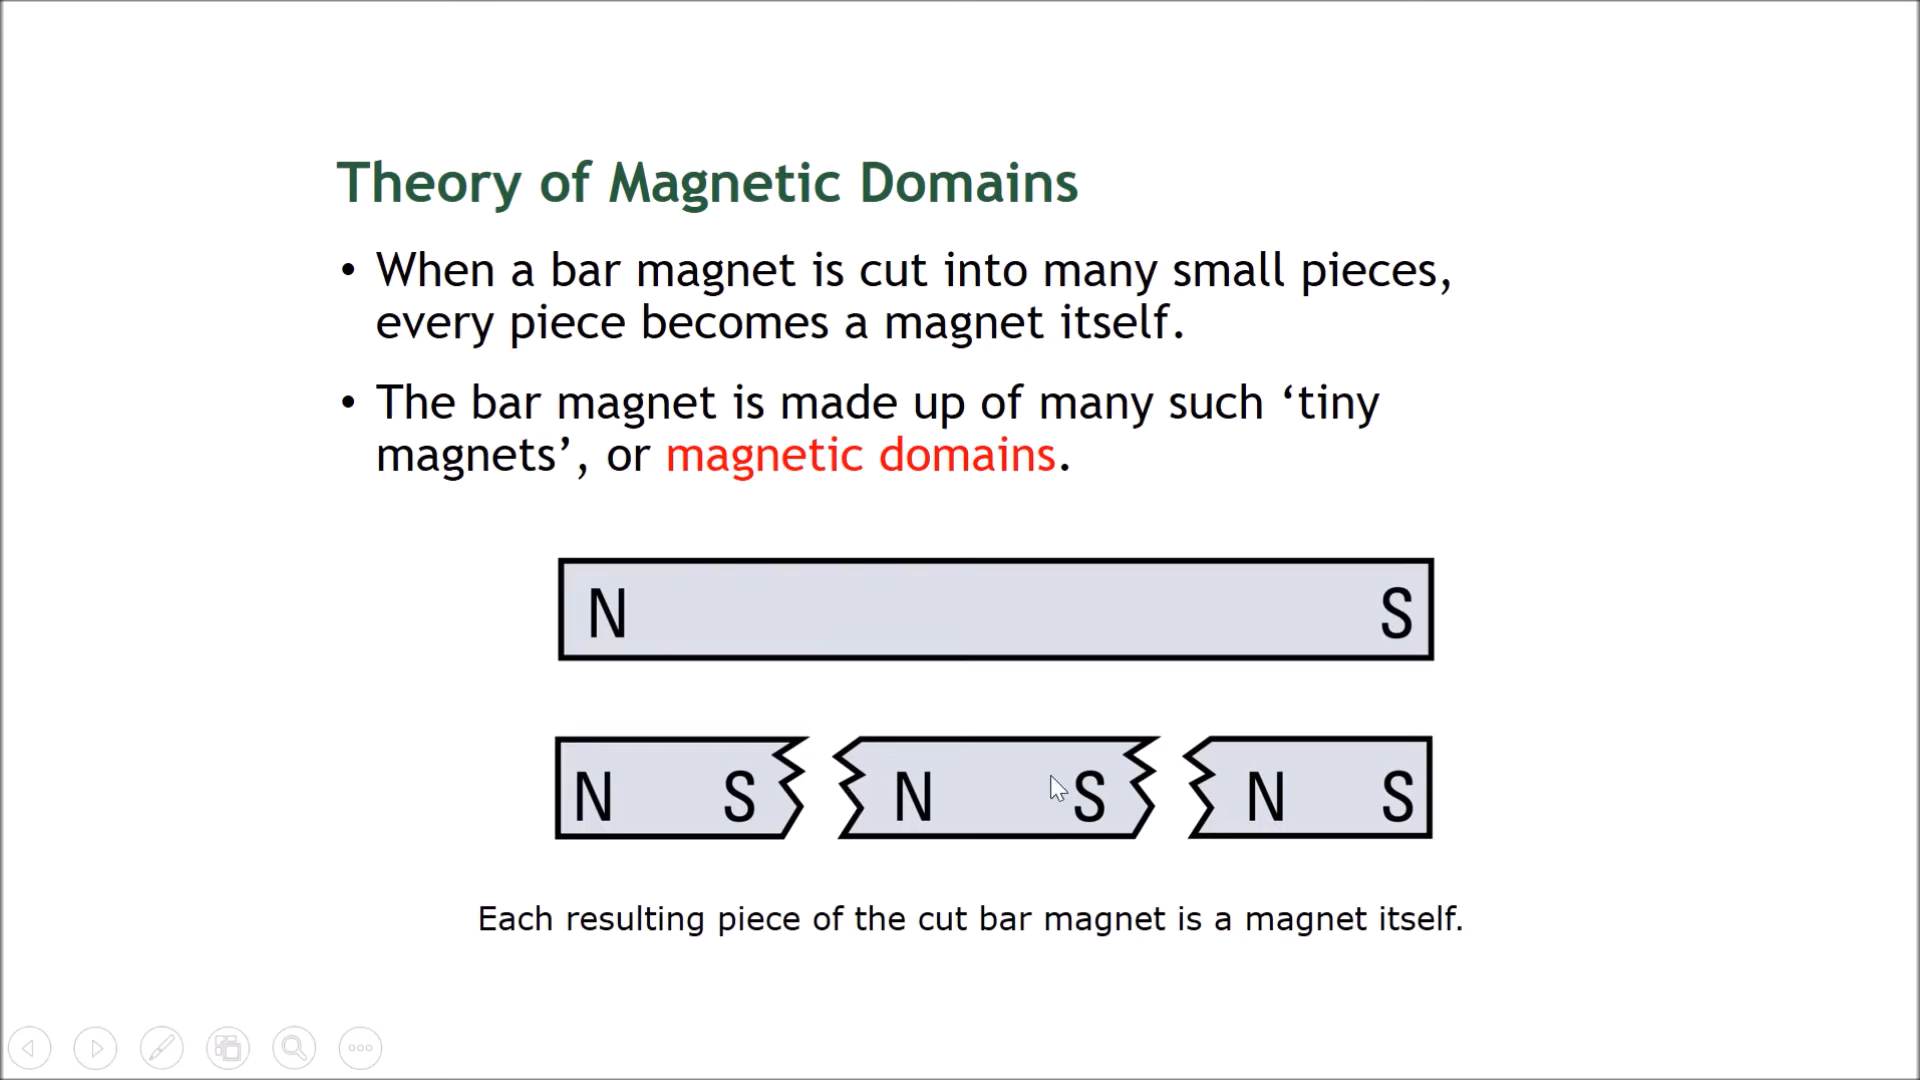 Theory of Magnetic Domains
• When a bar magnet is cut into many small pieces,
every piece becomes a magnet itself.
• The bar magnet is made up of many such ‘tiny
magnets’, or magnetic domains.
N S
N S N S N S
Each resulting piece of the cut bar magnet is a magnet itself.